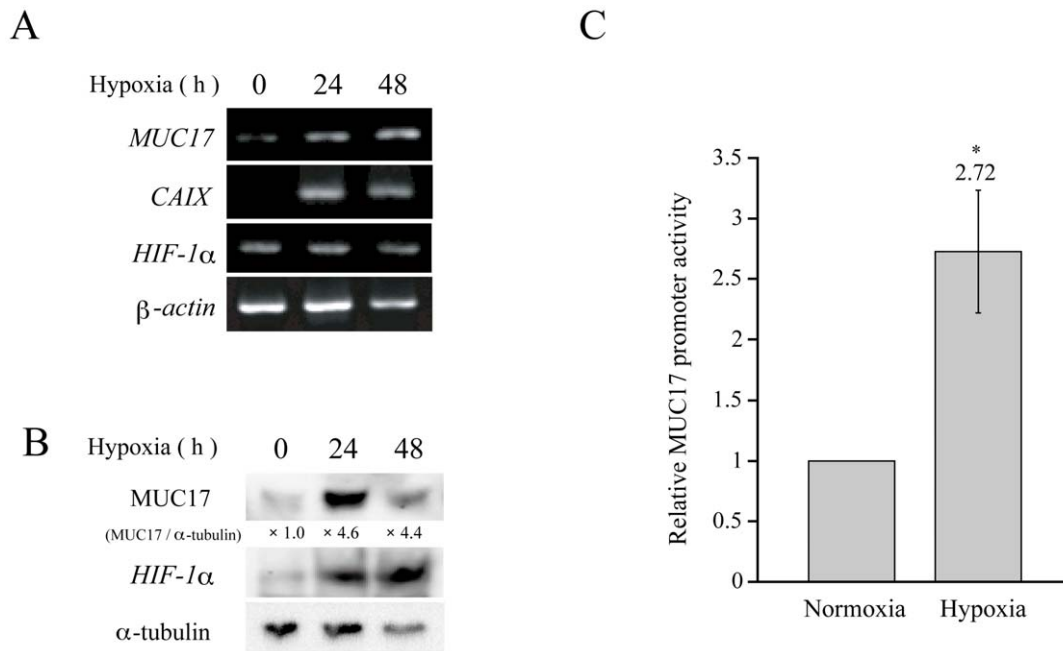 A
Hypoxia ( h ) 0 24 48
MUC17
CAIX
HIF-1α
β-actin
B
Hypoxia ( h ) 0 24 48
MUC17
(MUC17 / α-tubulin) × 1.0 × 4.6 × 4.4
HIF-1α
α-tubulin
C
Relative MUC17 promoter activity
3.5
3
2.5
2
1.5
1
0.5
0
*
2.72
Normoxia Hypoxia